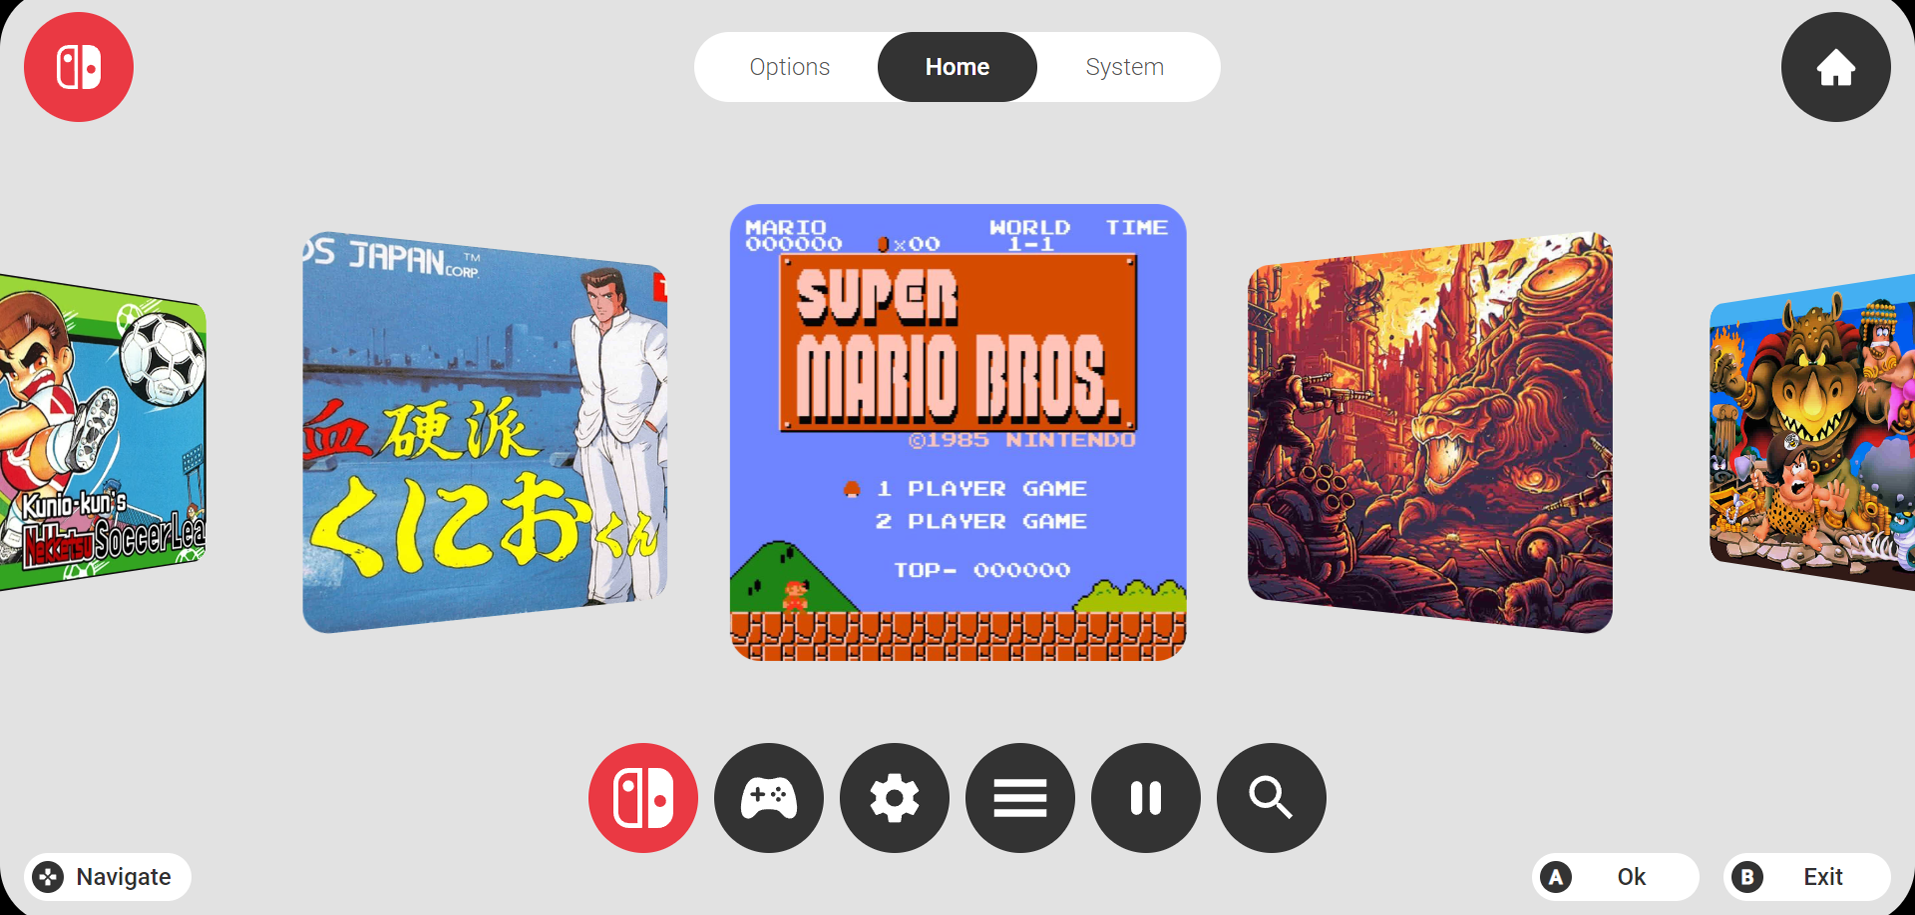 Options
Home
System
MARIO
WORLD
TIME
000000
×00
1-1
SUPER
MARIO BROS.
©1985 NINTENDO
1 PLAYER GAME
2 PLAYER GAME
TOP- 000000
OS JAPAN CORP. TM
血硬派
くにおくん
Kunio-kun's
Nekketsu Soccer Lea
Navigate
A Ok
B Exit